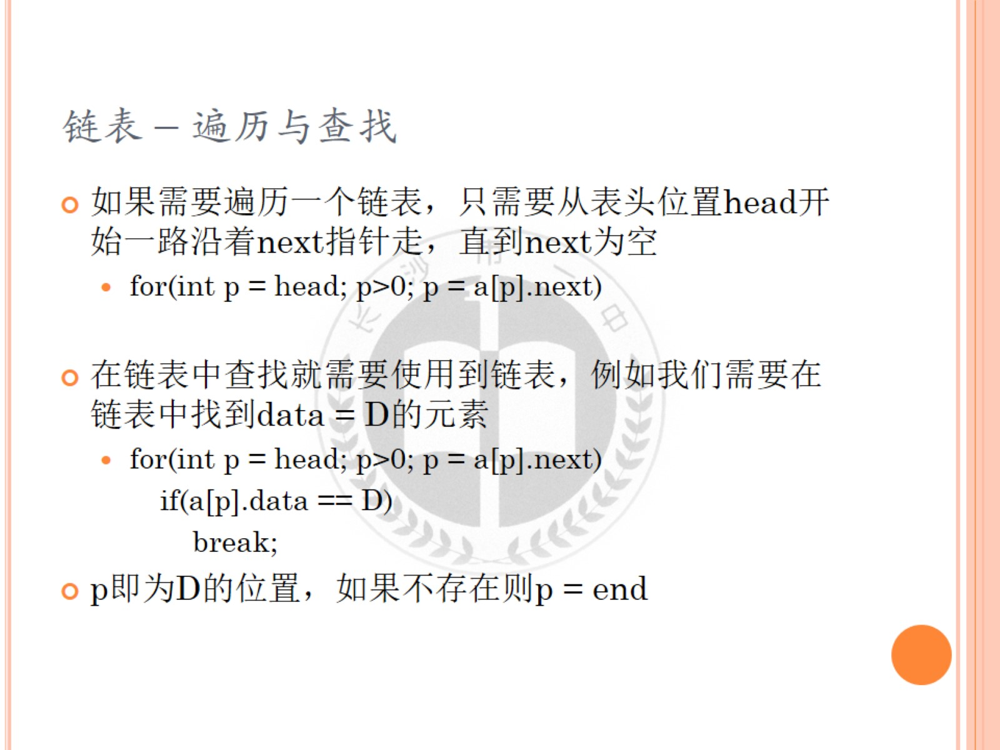 链表 – 遍历与查找
如果需要遍历一个链表，只需要从表头位置head开
始一路沿着next指针走，直到next为空
for(int p = head; p>0; p = a[p].next)
在链表中查找就需要使用到链表，例如我们需要在
链表中找到data = D的元素
for(int p = head; p>0; p = a[p].next)
if(a[p].data == D)
break;
p即为D的位置，如果不存在则p = end
长沙市一中